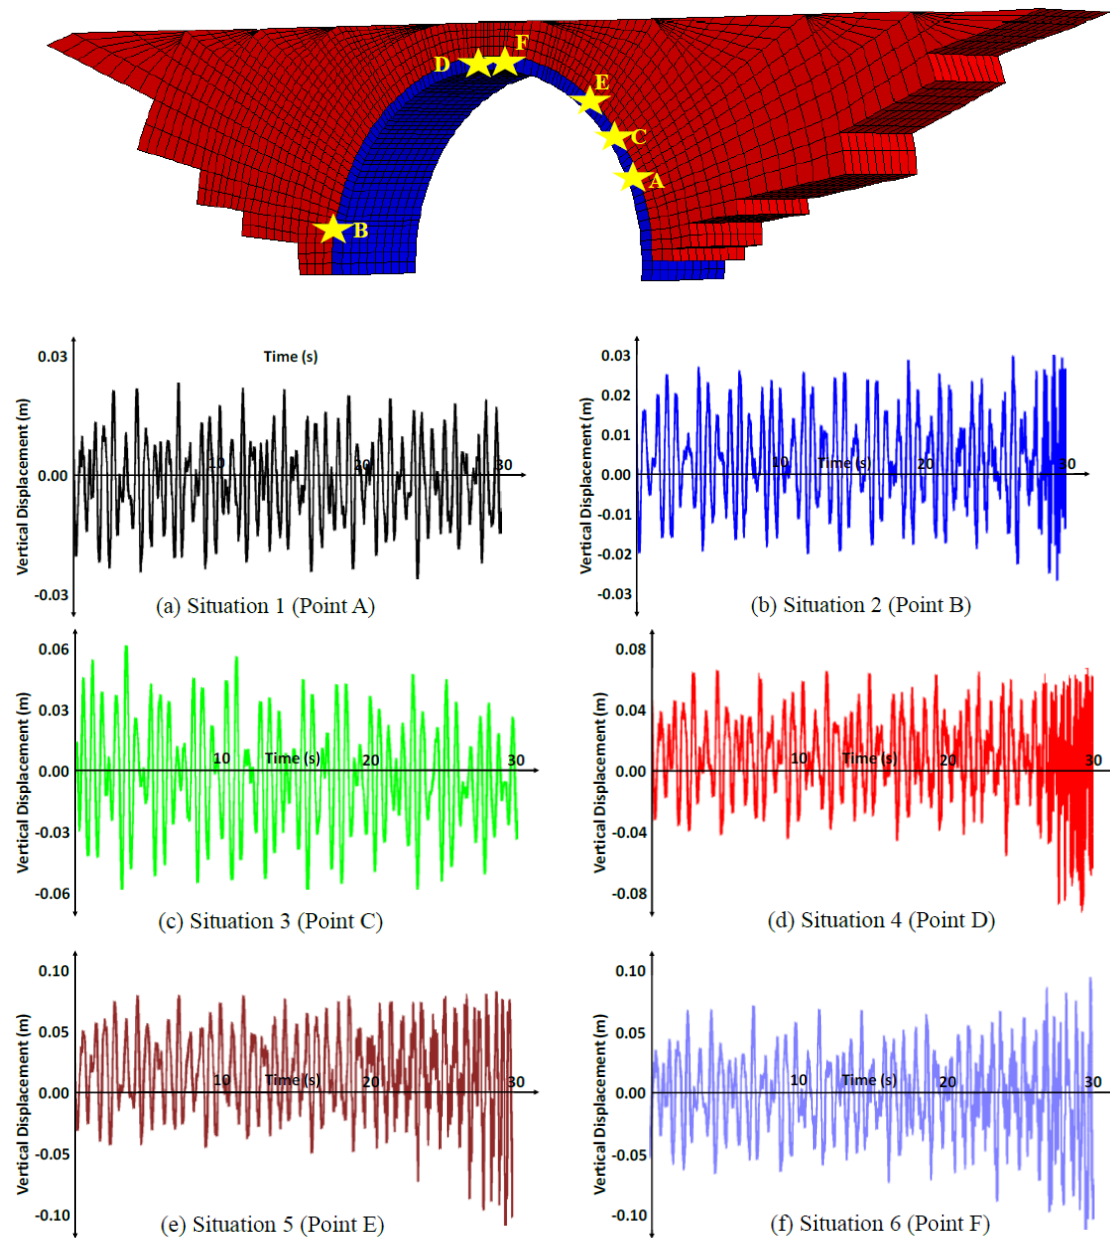 F
D
E
C
A
B
0.03
Time (s)
Vertical Displacement (m)
10
20
30
0.00
-0.03
(a) Situation 1 (Point A)
0.03
0.02
0.01
Vertical Displacement (m)
10
Time (s)
20
30
0.00
-0.01
-0.02
-0.03
(b) Situation 2 (Point B)
0.06
0.03
Vertical Displacement (m)
10
Time (s)
20
30
0.00
-0.03
-0.06
(c) Situation 3 (Point C)
0.08
0.04
Vertical Displacement (m)
10
Time (s)
20
30
0.00
-0.04
-0.08
(d) Situation 4 (Point D)
0.10
0.05
Vertical Displacement (m)
10
Time (s)
20
30
0.00
-0.05
-0.10
(e) Situation 5 (Point E)
0.10
0.05
Vertical Displacement (m)
10
Time (s)
20
30
0.00
-0.05
-0.10
(f) Situation 6 (Point F)